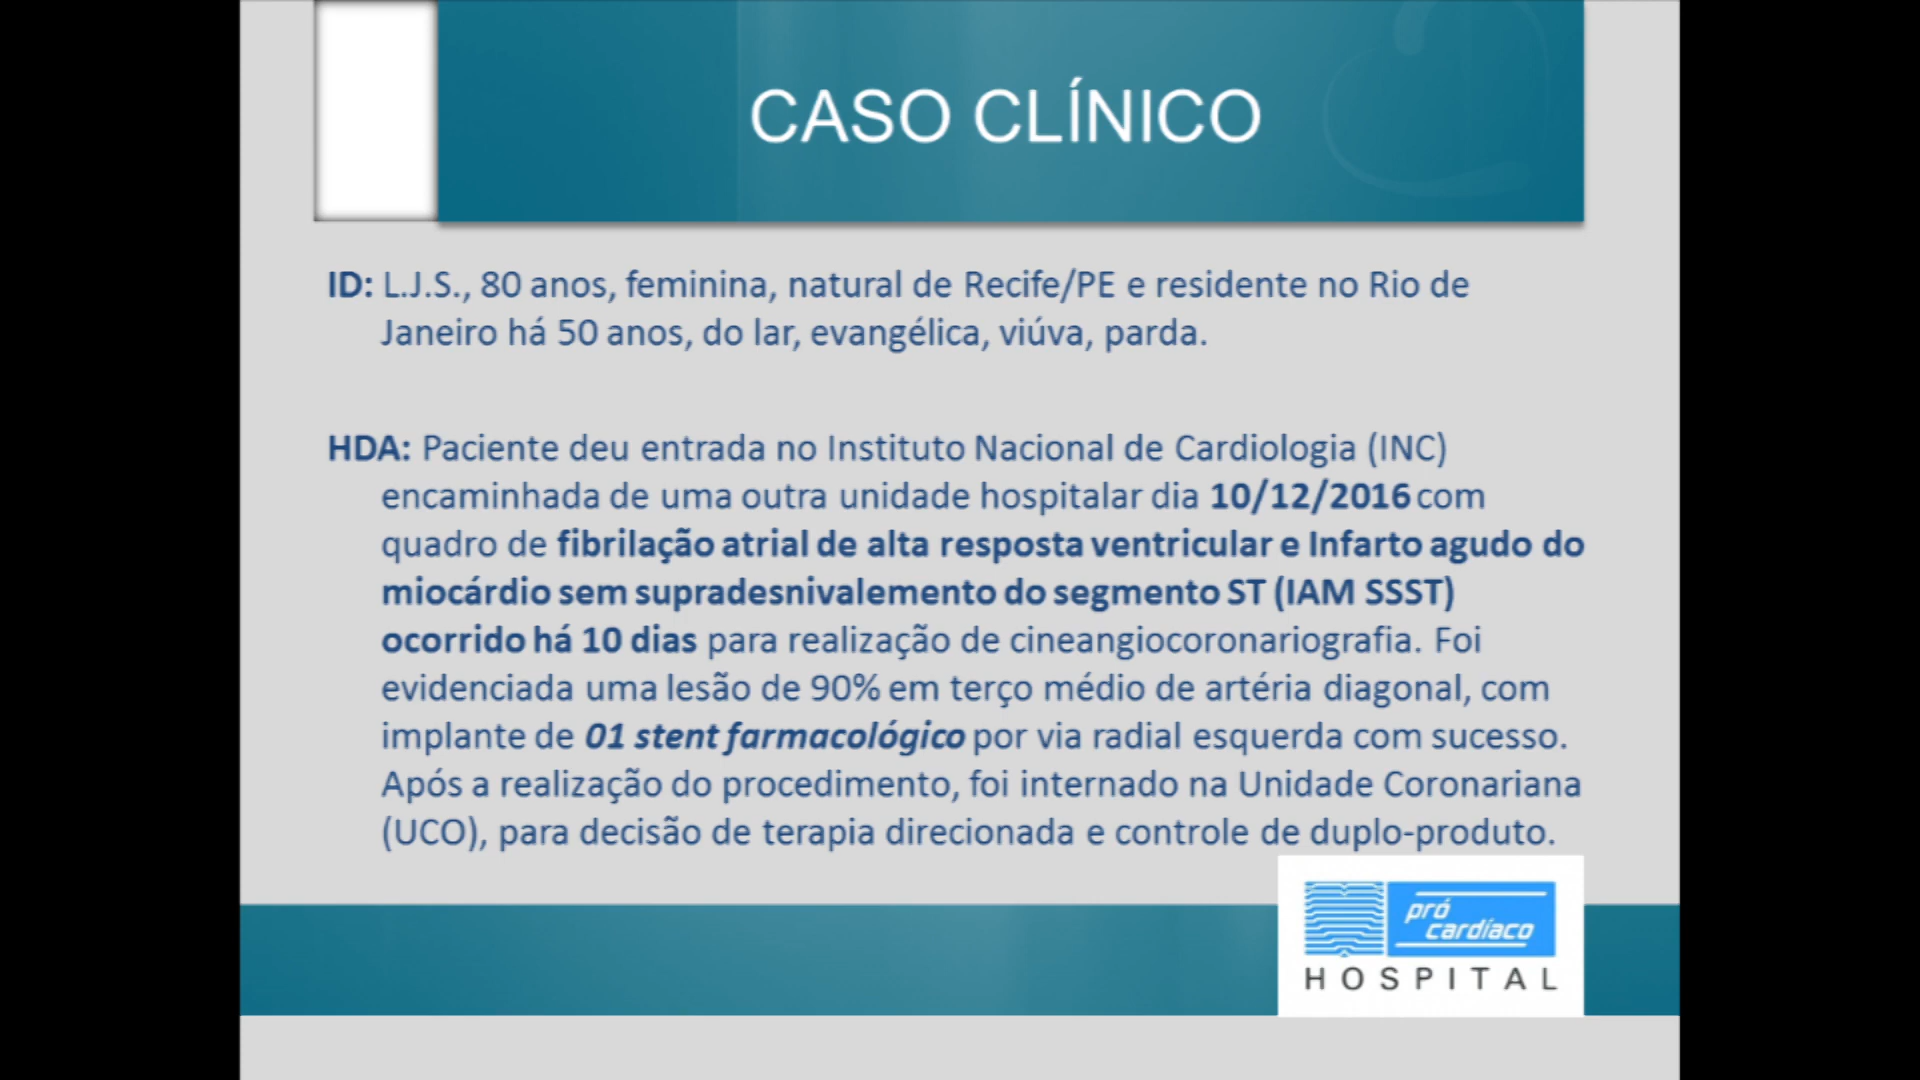 CASO CLÍNICO
ID: L.J.S., 80 anos, feminina, natural de Recife/PE e residente no Rio de
Janeiro há 50 anos, do lar, evangélica, viúva, parda.
HDA: Paciente deu entrada no Instituto Nacional de Cardiologia (INC)
encaminhada de uma outra unidade hospitalar dia 10/12/2016 com
quadro de fibrilação atrial de alta resposta ventricular e Infarto agudo do
miocárdio sem supradesnivalemento do segmento ST (IAM SSST)
ocorrido há 10 dias para realização de cineangiocoronariografia. Foi
evidenciada uma lesão de 90% em terço médio de artéria diagonal, com
implante de 01 stent farmacológico por via radial esquerda com sucesso.
Após a realização do procedimento, foi internado na Unidade Coronariana
(UCO), para decisão de terapia direcionada e controle de duplo-produto.
pró
cardíaco
HOSPITAL